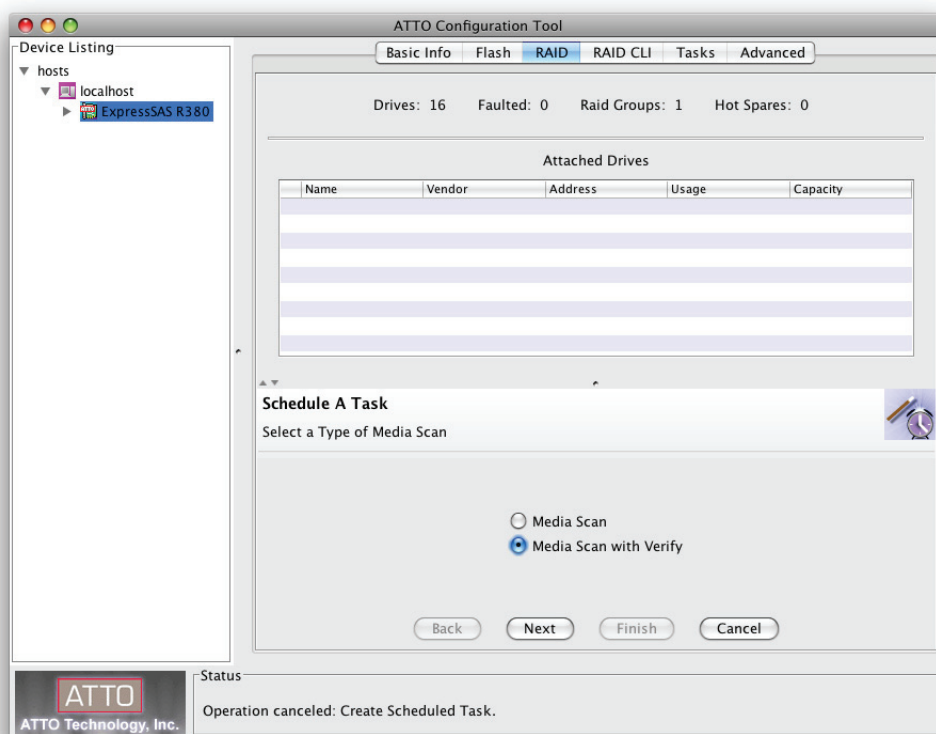 ATTO Configuration Tool
Device Listing
hosts
localhost
ExpressSAS R380
Basic Info Flash RAID RAID CLI Tasks Advanced
Drives: 16 Faulted: 0 Raid Groups: 1 Hot Spares: 0
Attached Drives
Name Vendor Address Usage Capacity
Schedule A Task
Select a Type of Media Scan
Media Scan
Media Scan with Verify
Back Next Finish Cancel
Status
Operation canceled: Create Scheduled Task.
ATTO
ATTO Technology, Inc.